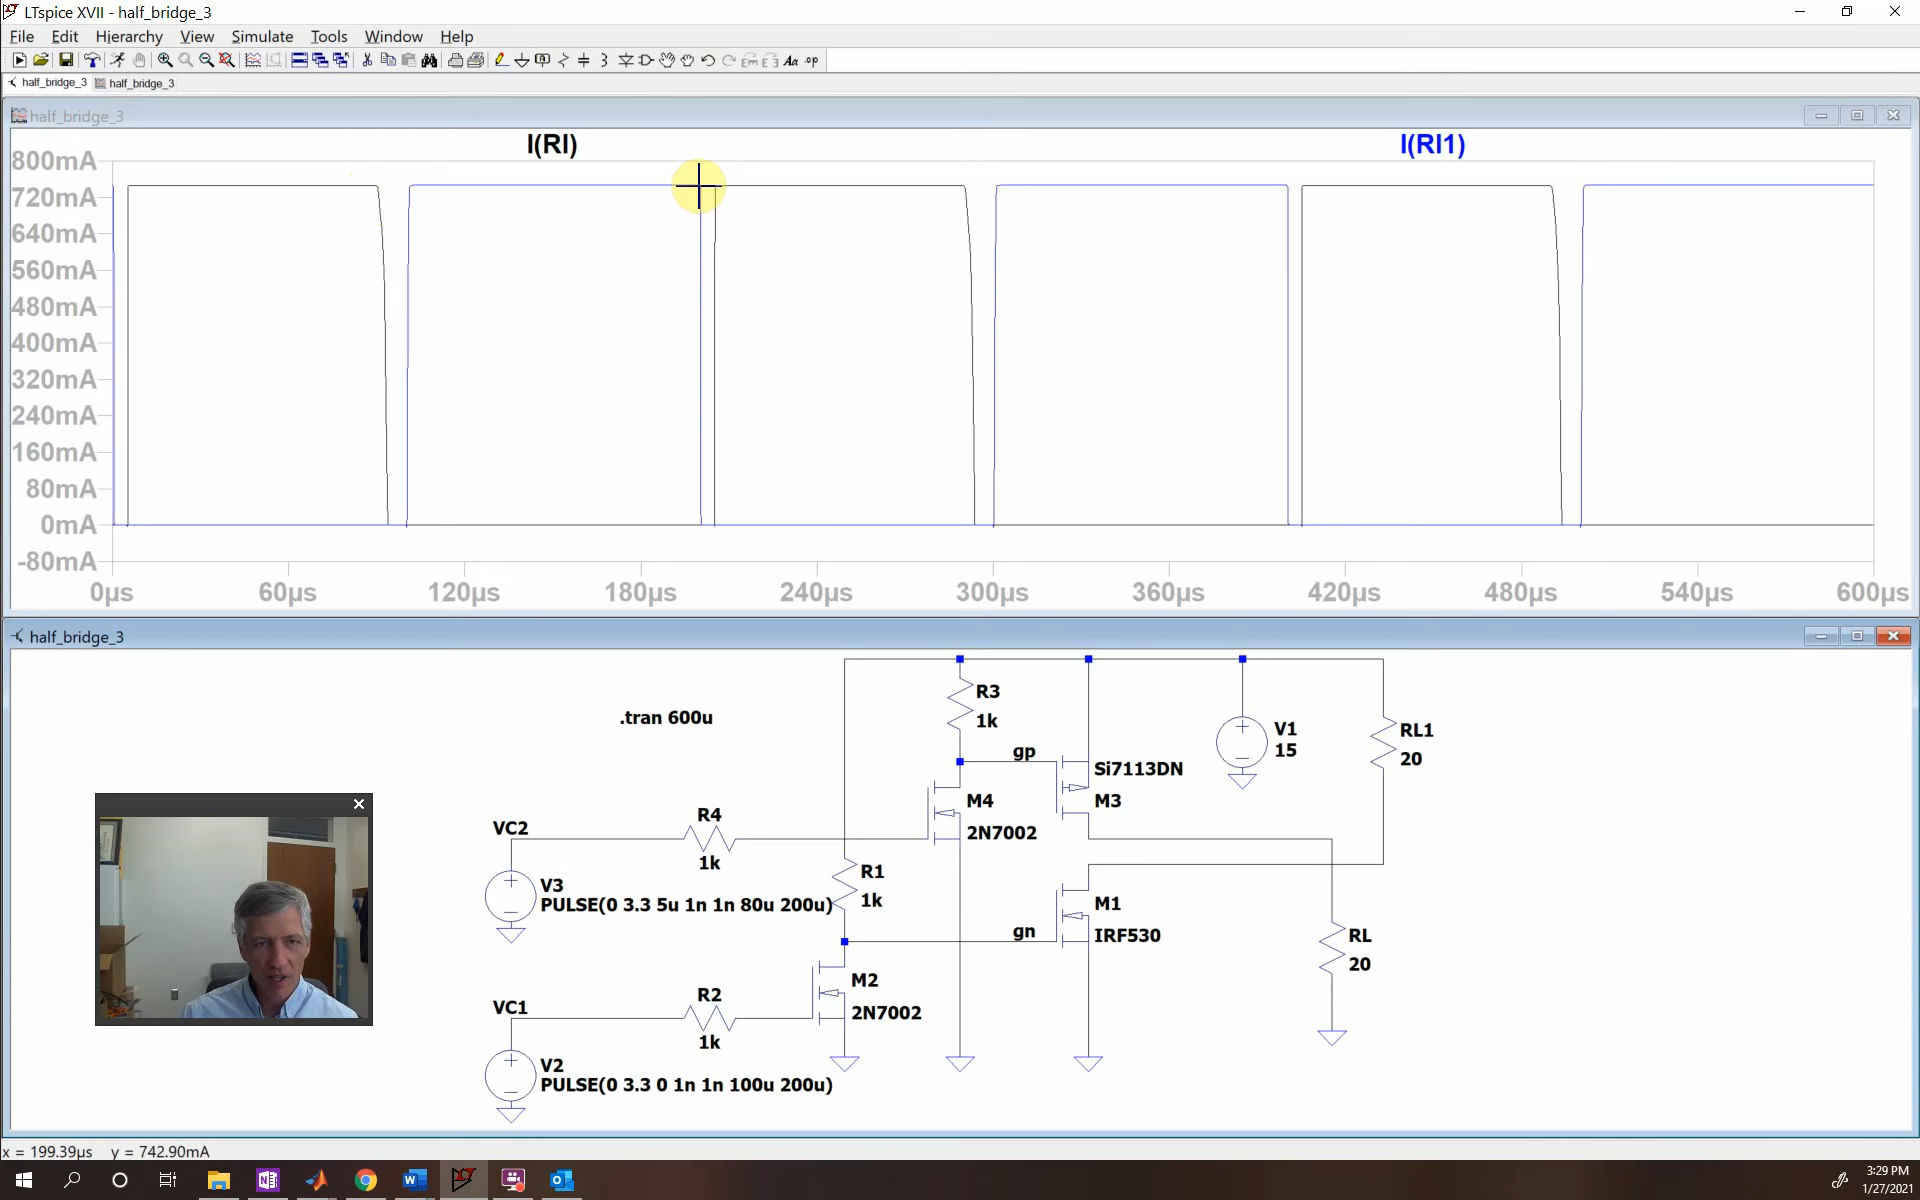 LTspice XVII - half_bridge_3
File Edit Hierarchy View Simulate Tools Window Help
half_bridge_3 half_bridge_3
half_bridge_3
I(Rl) I(Rl1)
800mA
720mA
640mA
560mA
480mA
400mA
320mA
240mA
160mA
80mA
0mA
-80mA
0µs 60µs 120µs 180µs 240µs 300µs 360µs 420µs 480µs 540µs 600µs
half_bridge_3
.tran 600u
R3
1k
V1
15
RL1
20
gp
Si7113DN
M3
M4
2N7002
R4
1k
VC2
V3
PULSE(0 3.3 5u 1n 1n 80u 200u)
R1
1k
M1
IRF530
gn
RL
20
M2
2N7002
R2
1k
VC1
V2
PULSE(0 3.3 0 1n 1n 100u 200u)
x = 199.39µs y = 742.90mA
3:29 PM
1/27/2021